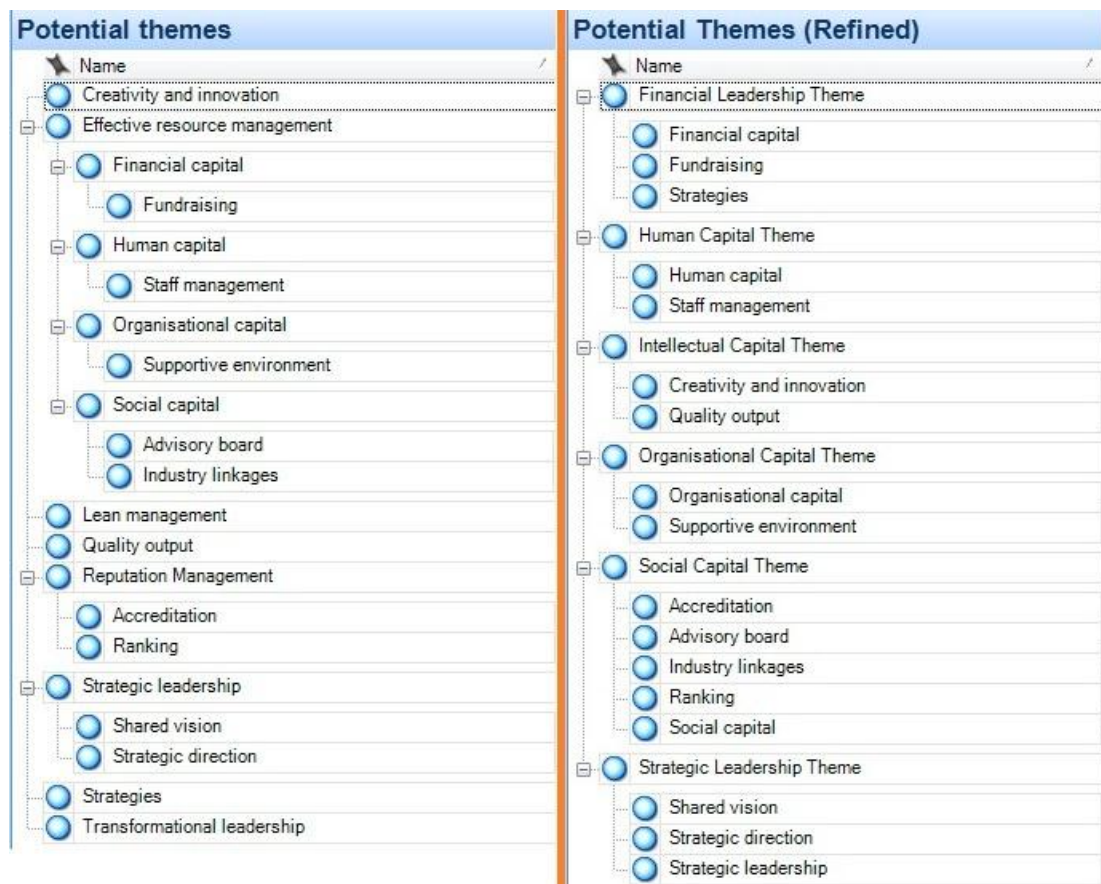 Potential themes
Name
Creativity and innovation
Effective resource management
Financial capital
Fundraising
Human capital
Staff management
Organisational capital
Supportive environment
Social capital
Advisory board
Industry linkages
Lean management
Quality output
Reputation Management
Accreditation
Ranking
Strategic leadership
Shared vision
Strategic direction
Strategies
Transformational leadership
Potential Themes (Refined)
Name
Financial Leadership Theme
Financial capital
Fundraising
Strategies
Human Capital Theme
Human capital
Staff management
Intellectual Capital Theme
Creativity and innovation
Quality output
Organisational Capital Theme
Organisational capital
Supportive environment
Social Capital Theme
Accreditation
Advisory board
Industry linkages
Ranking
Social capital
Strategic Leadership Theme
Shared vision
Strategic direction
Strategic leadership